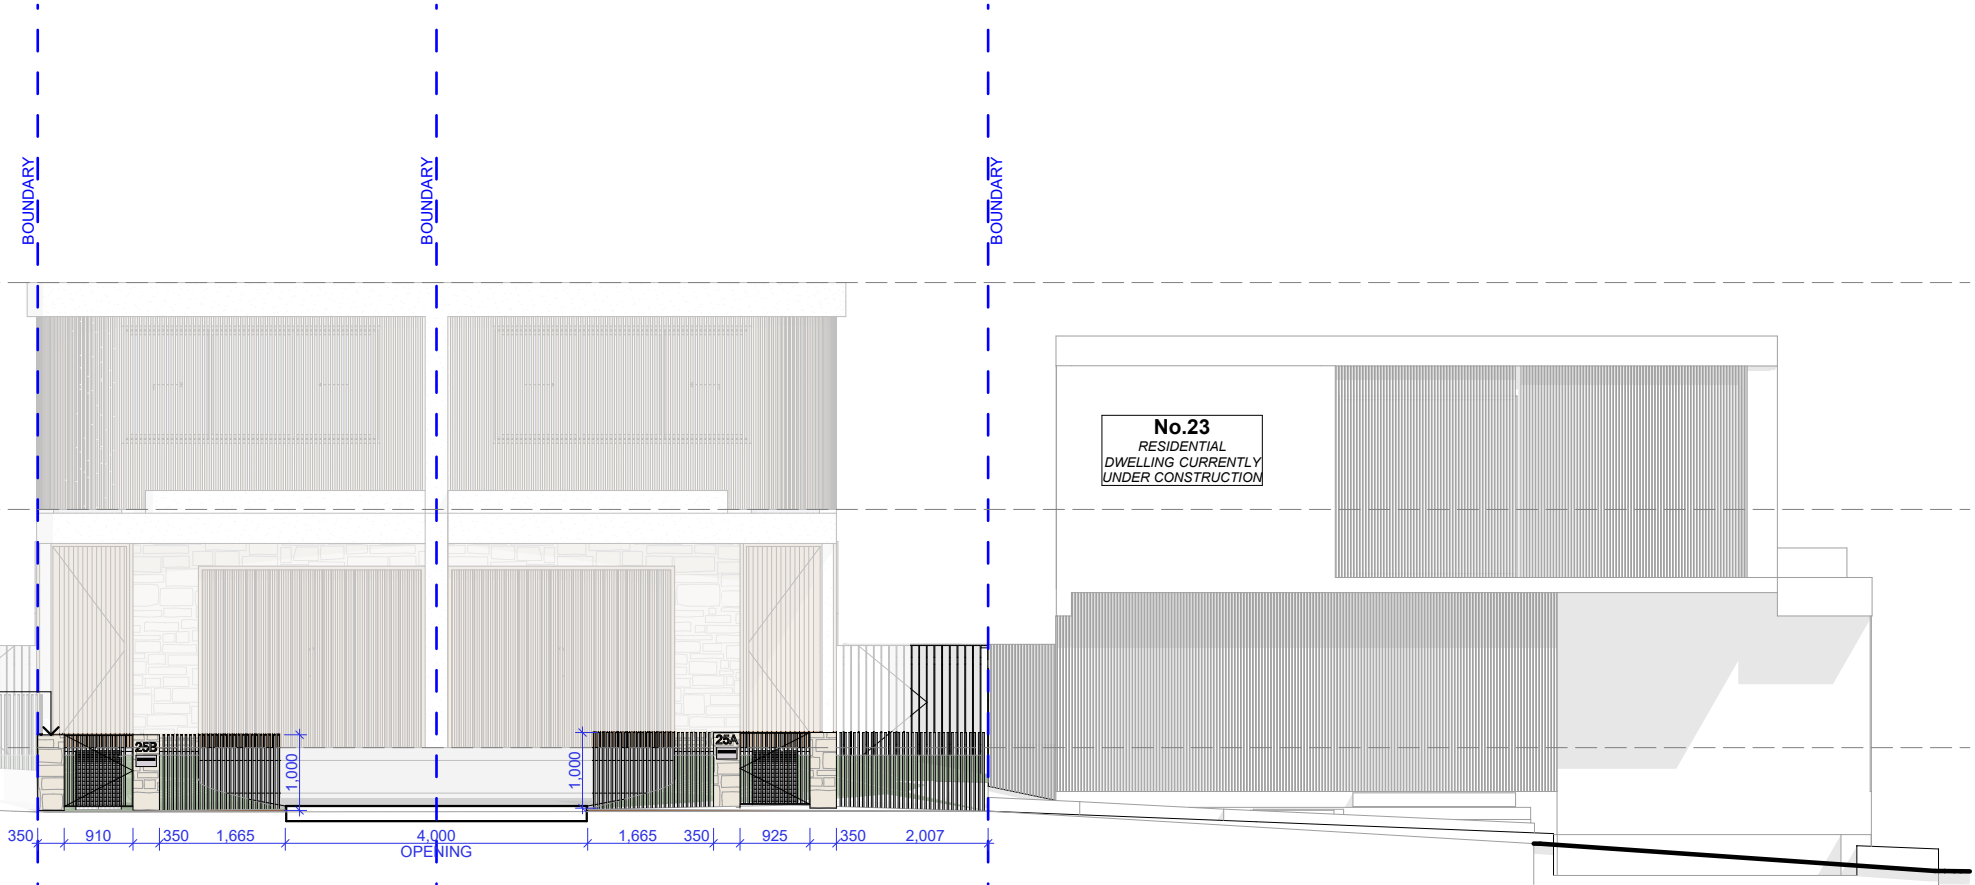 BOUNDARY
BOUNDARY
BOUNDARY
No.23
RESIDENTIAL
DWELLING CURRENTLY
UNDER CONSTRUCTION
25B
25A
1,000
1,000
350
910
350
1,665
4,000
OPENING
1,665
350
925
350
2,007